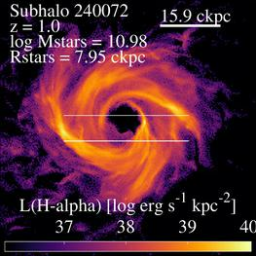 Subhalo 240072
15.9 ckpc
z = 1.0
log Mstars = 10.98
Rstars = 7.95 ckpc
L(H-alpha) [log erg s⁻¹ kpc⁻²]
37 38 39 40